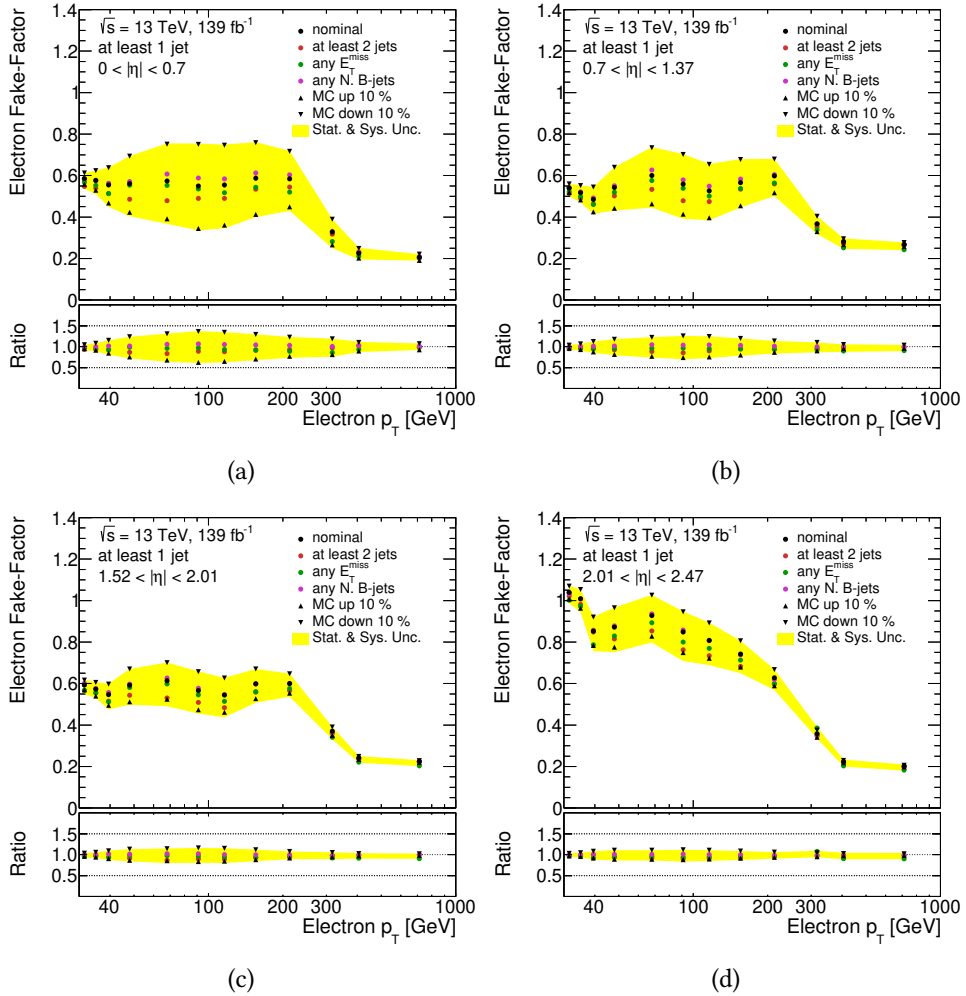 Electron Fake-Factor
1.4
1.2
1
0.8
0.6
0.4
0.2
0
√s = 13 TeV, 139 fb⁻¹
at least 1 jet
0 < |η| < 0.7
nominal
at least 2 jets
any E_T^miss
any N. B-jets
MC up 10 %
MC down 10 %
Stat. & Sys. Unc.
Ratio
1.5
1.0
0.5
40 100 200 300 1000
Electron p_T [GeV]
(a)
Electron Fake-Factor
1.4
1.2
1
0.8
0.6
0.4
0.2
0
√s = 13 TeV, 139 fb⁻¹
at least 1 jet
0.7 < |η| < 1.37
nominal
at least 2 jets
any E_T^miss
any N. B-jets
MC up 10 %
MC down 10 %
Stat. & Sys. Unc.
Ratio
1.5
1.0
0.5
40 100 200 300 1000
Electron p_T [GeV]
(b)
Electron Fake-Factor
1.4
1.2
1
0.8
0.6
0.4
0.2
0
√s = 13 TeV, 139 fb⁻¹
at least 1 jet
1.52 < |η| < 2.01
nominal
at least 2 jets
any E_T^miss
any N. B-jets
MC up 10 %
MC down 10 %
Stat. & Sys. Unc.
Ratio
1.5
1.0
0.5
40 100 200 300 1000
Electron p_T [GeV]
(c)
Electron Fake-Factor
1.4
1.2
1
0.8
0.6
0.4
0.2
0
√s = 13 TeV, 139 fb⁻¹
at least 1 jet
2.01 < |η| < 2.47
nominal
at least 2 jets
any E_T^miss
any N. B-jets
MC up 10 %
MC down 10 %
Stat. & Sys. Unc.
Ratio
1.5
1.0
0.5
40 100 200 300 1000
Electron p_T [GeV]
(d)